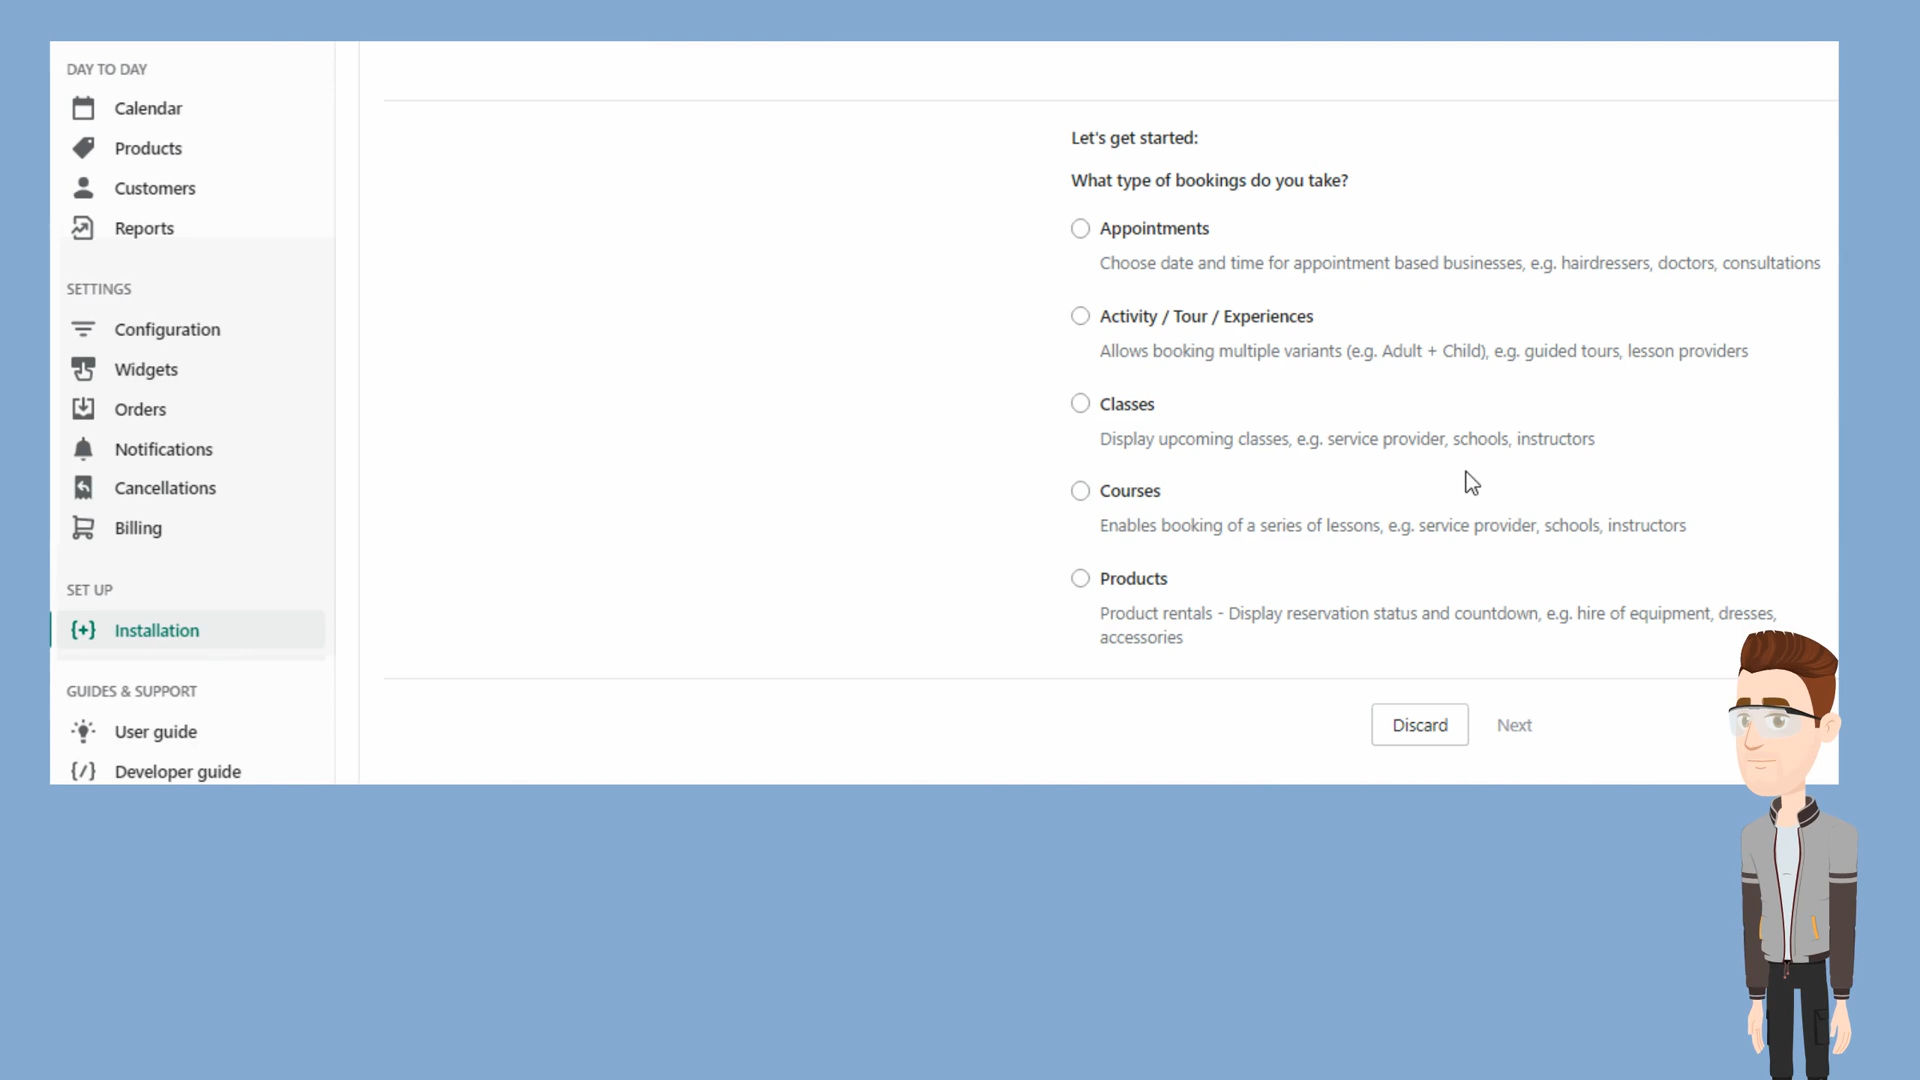 DAY TO DAY
Calendar
Products
Customers
Reports
SETTINGS
Configuration
Widgets
Orders
Notifications
Cancellations
Billing
SET UP
Installation
GUIDES & SUPPORT
User guide
Developer guide
Let's get started:
What type of bookings do you take?
Appointments
Choose date and time for appointment based businesses, e.g. hairdressers, doctors, consultations
Activity / Tour / Experiences
Allows booking multiple variants (e.g. Adult + Child), e.g. guided tours, lesson providers
Classes
Display upcoming classes, e.g. service provider, schools, instructors
Courses
Enables booking of a series of lessons, e.g. service provider, schools, instructors
Products
Product rentals - Display reservation status and countdown, e.g. hire of equipment, dresses,
accessories
Discard
Next